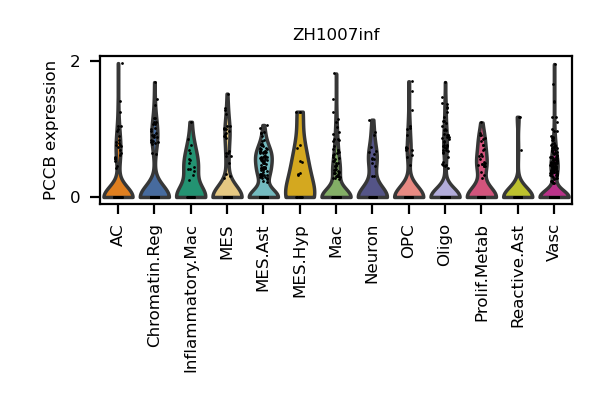 ZH1007inf
PCCB expression
2
0
AC
Chromatin.Reg
Inflammatory.Mac
MES
MES.Ast
MES.Hyp
Mac
Neuron
OPC
Oligo
Prolif.Metab
Reactive.Ast
Vasc